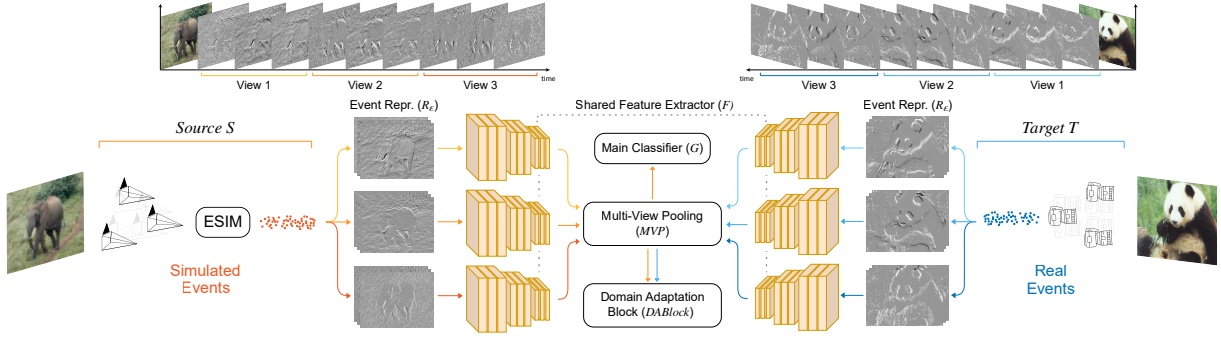 time
time
View 1
View 2
View 3
View 3
View 2
View 1
Event Repr. (Rε)
Shared Feature Extractor (F)
Event Repr. (Rε)
Source S
Target T
Main Classifier (G)
ESIM
Multi-View Pooling
(MVP)
Simulated
Events
Real
Events
Domain Adaptation
Block (DABlock)